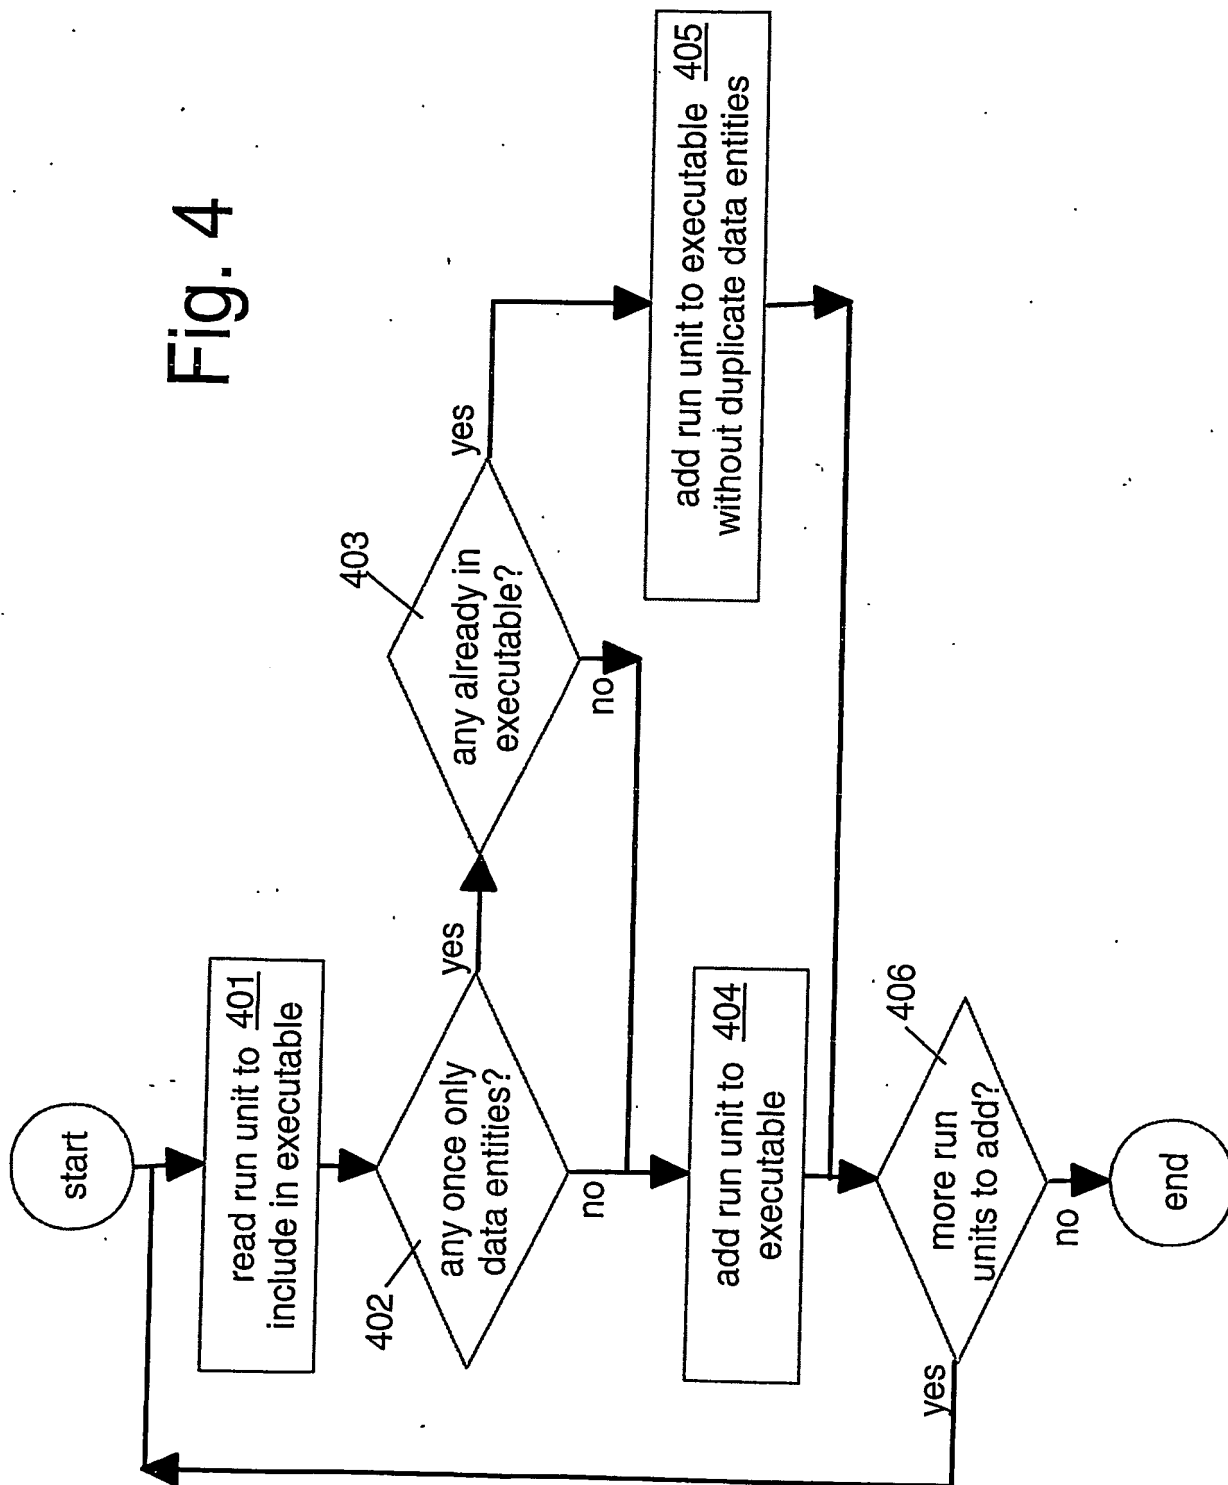 Fig. 4
start
read run unit to 401
include in executable
402
any once only
data entities?
yes
no
403
any already in
executable?
yes
no
add run unit to 404
executable
add run unit to executable 405
without duplicate data entities
406
more run
units to add?
yes
no
end